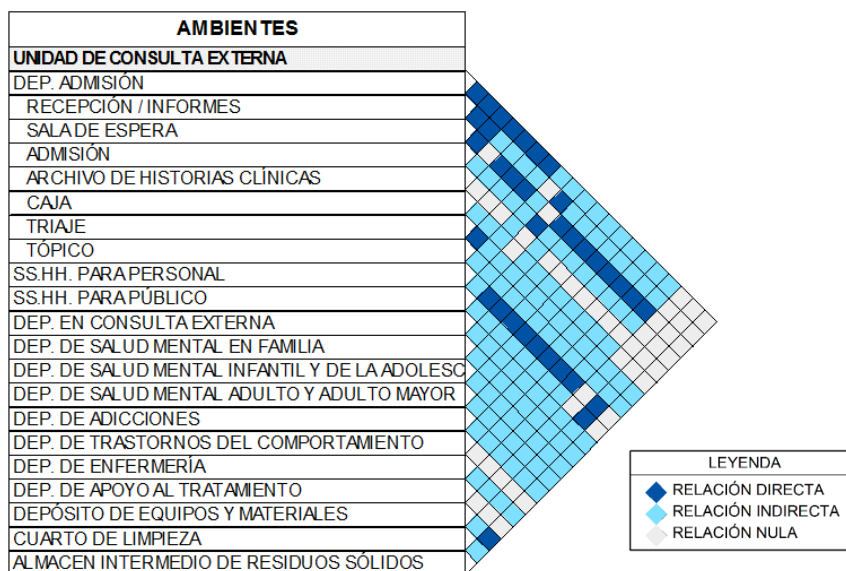 AMBIENTES
UNIDAD DE CONSULTA EXTERNA
DEP. ADMISIÓN
RECEPCIÓN / INFORMES
SALA DE ESPERA
ADMISIÓN
ARCHIVO DE HISTORIAS CLÍNICAS
CAJA
TRIAJE
TÓPICO
SS.HH. PARA PERSONAL
SS.HH. PARA PÚBLICO
DEP. EN CONSULTA EXTERNA
DEP. DE SALUD MENTAL EN FAMILIA
DEP. DE SALUD MENTAL INFANTIL Y DE LA ADOLESC
DEP. DE SALUD MENTAL ADULTO Y ADULTO MAYOR
DEP. DE ADICCIONES
DEP. DE TRASTORNOS DEL COMPORTAMIENTO
DEP. DE ENFERMERÍA
DEP. DE APOYO AL TRATAMIENTO
DEPÓSITO DE EQUIPOS Y MATERIALES
CUARTO DE LIMPIEZA
ALMACEN INTERMEDIO DE RESIDUOS SÓLIDOS
LEYENDA
RELACIÓN DIRECTA
RELACIÓN INDIRECTA
RELACIÓN NULA